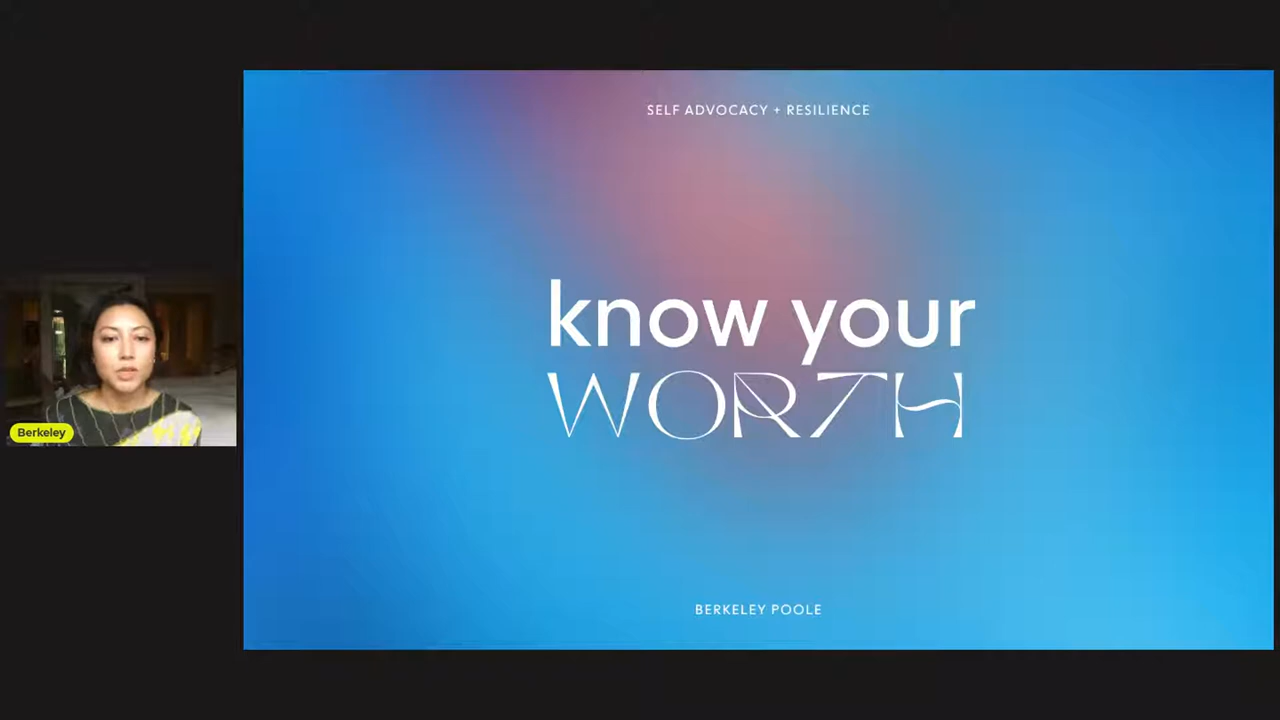 SELF ADVOCACY + RESILIENCE
know your
WORTH
BERKELEY POOLE
Berkeley